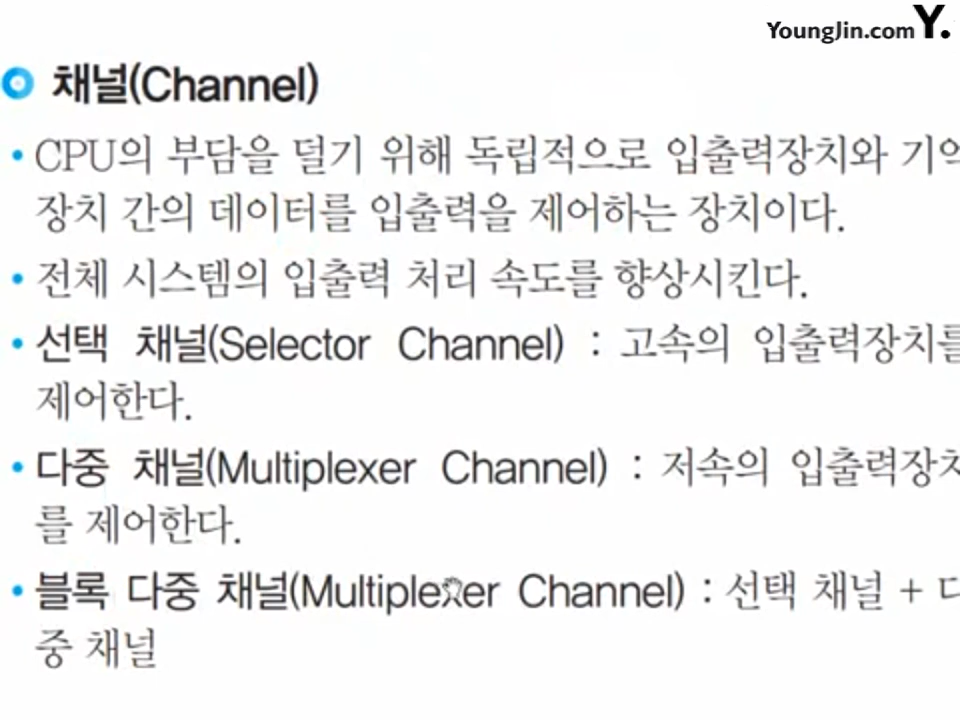 YoungJin.com Y.
채널(Channel)
• CPU의 부담을 덜기 위해 독립적으로 입출력장치와
장치 간의 데이터를 입출력을 제어하는 장치이다.
• 전체 시스템의 입출력 처리 속도를 향상시킨다.
• 선택 채널(Selector Channel) : 고속의 입출력장치를
제어한다.
• 다중 채널(Multiplexer Channel) : 저속의 입출력장치
를 제어한다.
• 블록 다중 채널(Multiplexer Channel) : 선택 채널 + 다
중 채널